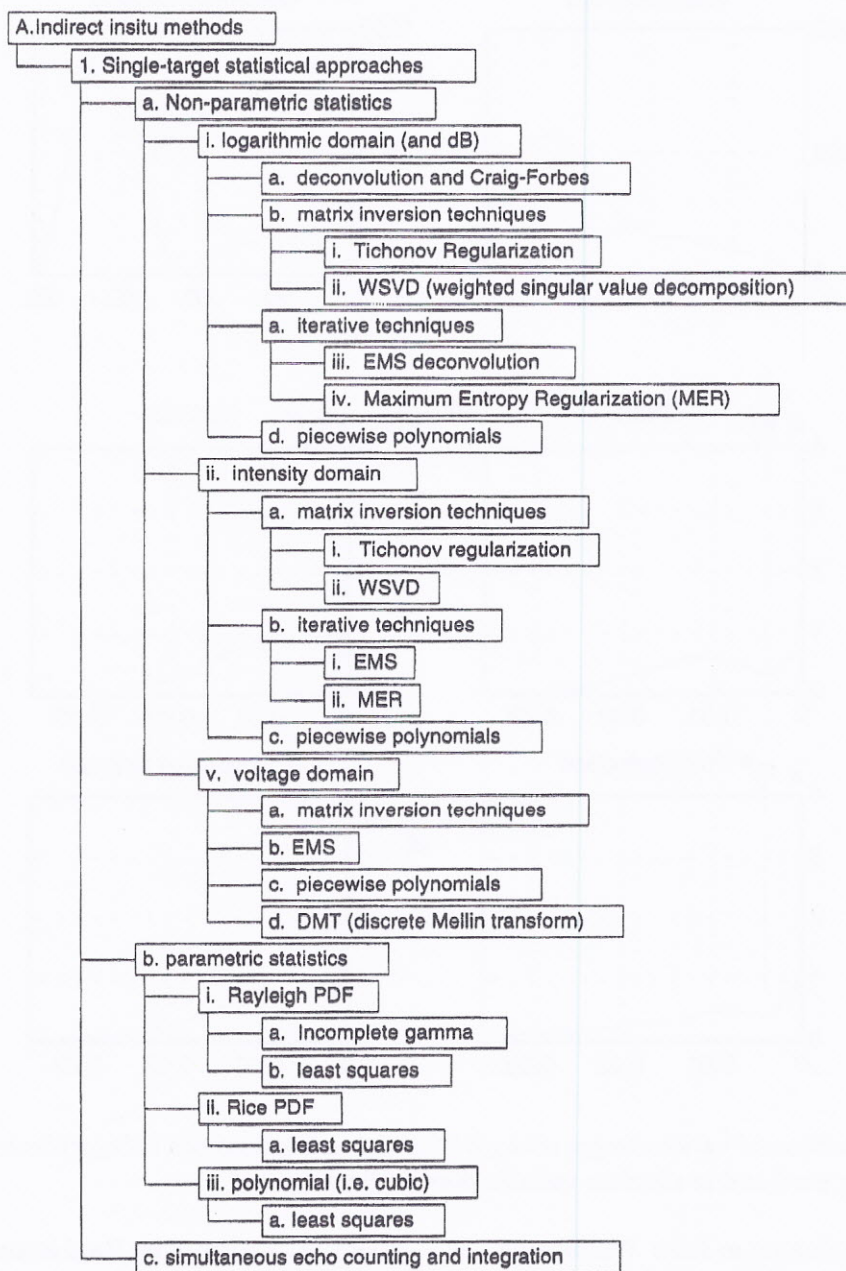 A.Indirect insitu methods
1. Single-target statistical approaches
a. Non-parametric statistics
i. logarithmic domain (and dB)
a. deconvolution and Craig-Forbes
b. matrix inversion techniques
i. Tichonov Regularization
ii. WSVD (weighted singular value decomposition)
a. iterative techniques
iii. EMS deconvolution
iv. Maximum Entropy Regularization (MER)
d. piecewise polynomials
ii. intensity domain
a. matrix inversion techniques
i. Tichonov regularization
ii. WSVD
b. iterative techniques
i. EMS
ii. MER
c. piecewise polynomials
v. voltage domain
a. matrix inversion techniques
b. EMS
c. piecewise polynomials
d. DMT (discrete Mellin transform)
b. parametric statistics
i. Rayleigh PDF
a. Incomplete gamma
b. least squares
ii. Rice PDF
a. least squares
iii. polynomial (i.e. cubic)
a. least squares
c. simultaneous echo counting and integration